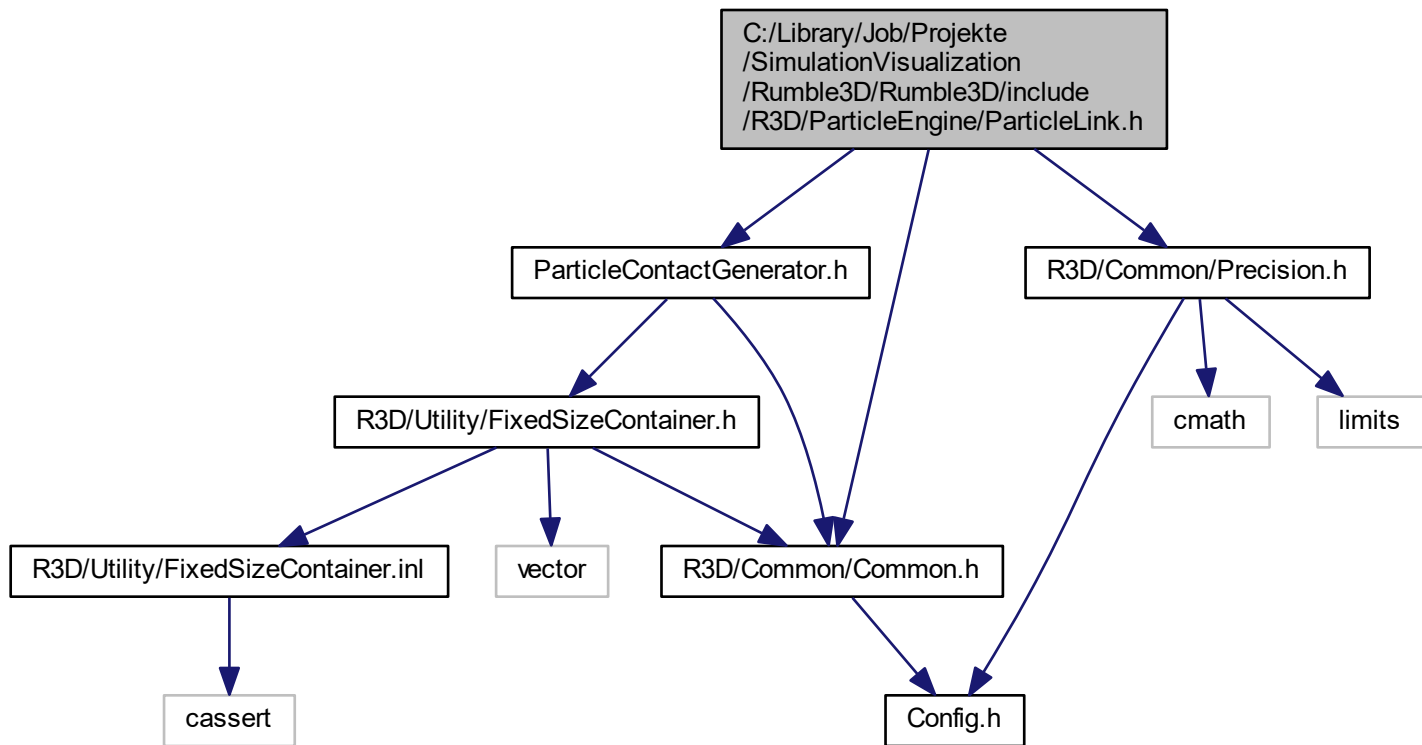 C:/Library/Job/Projekte
/SimulationVisualization
/Rumble3D/Rumble3D/include
/R3D/ParticleEngine/ParticleLink.h
ParticleContactGenerator.h
R3D/Common/Precision.h
R3D/Utility/FixedSizeContainer.h
cmath
limits
R3D/Utility/FixedSizeContainer.inl
vector
R3D/Common/Common.h
cassert
Config.h